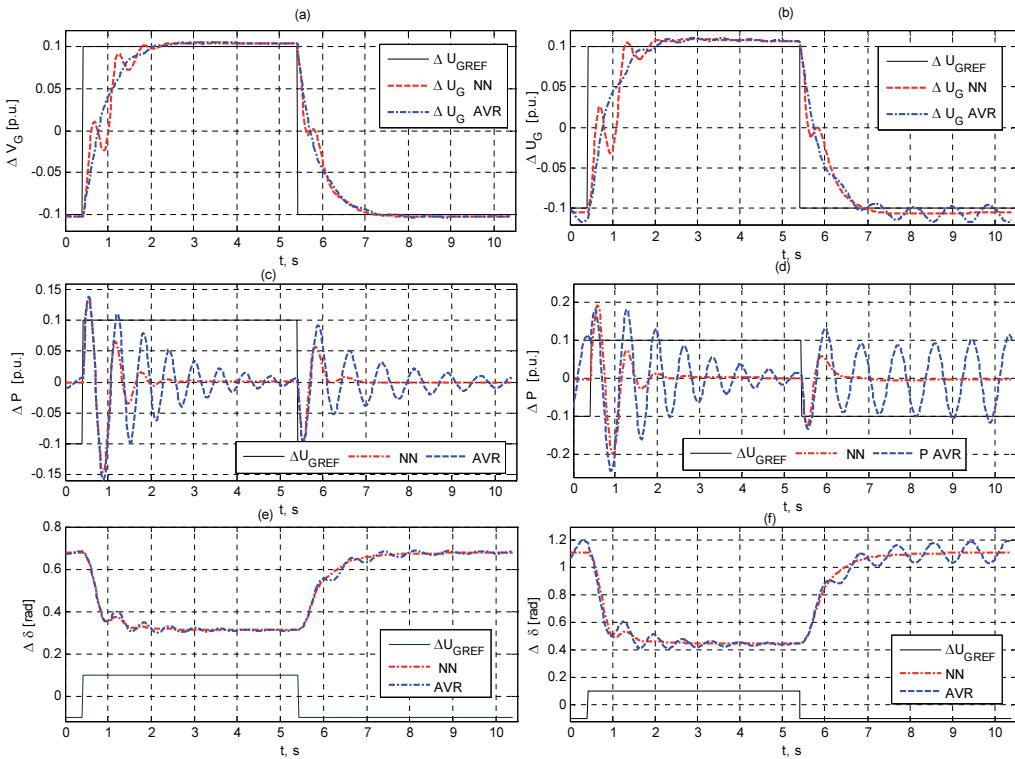 (a)
Δ V_G [p.u.]
0.1
0.05
0
-0.05
-0.1
Δ U_GREF
Δ U_G NN
Δ U_G AVR
0 1 2 3 4 5 6 7 8 9 10
t, s
(b)
Δ U_G [p.u.]
0.1
0.05
0
-0.05
-0.1
Δ U_GREF
Δ U_G NN
Δ U_G AVR
0 1 2 3 4 5 6 7 8 9 10
t, s
(c)
Δ P [p.u.]
0.15
0.1
0.05
0
-0.05
-0.1
-0.15
ΔU_GREF NN AVR
0 1 2 3 4 5 6 7 8 9 10
t, s
(d)
Δ P [p.u.]
0.2
0.1
0
-0.1
-0.2
ΔU_GREF NN P AVR
0 1 2 3 4 5 6 7 8 9 10
t, s
(e)
Δ δ [rad]
0.8
0.6
0.4
0.2
0
ΔU_GREF
NN
AVR
0 1 2 3 4 5 6 7 8 9 10
t, s
(f)
Δ δ [rad]
1.2
1
0.8
0.6
0.4
0.2
0
ΔU_GREF
NN
AVR
0 1 2 3 4 5 6 7 8 9 10
t, s